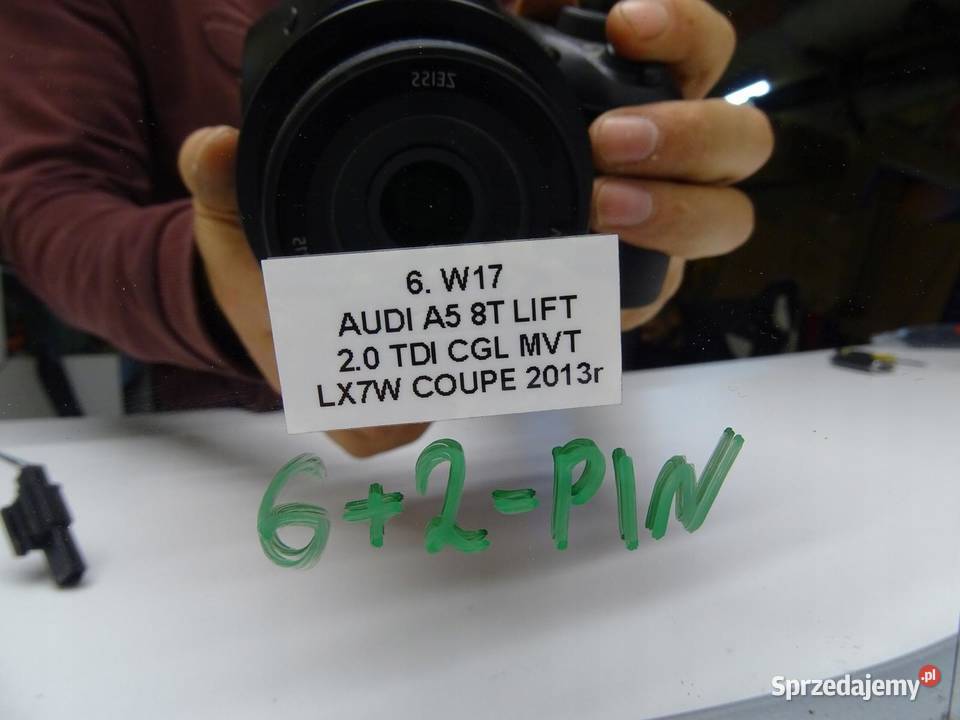 ZEISS
6. W17
AUDI A5 8T LIFT
2.0 TDI CGL MVT
LX7W COUPE 2013r
6+2-PIN
Sprzedajemy.pl